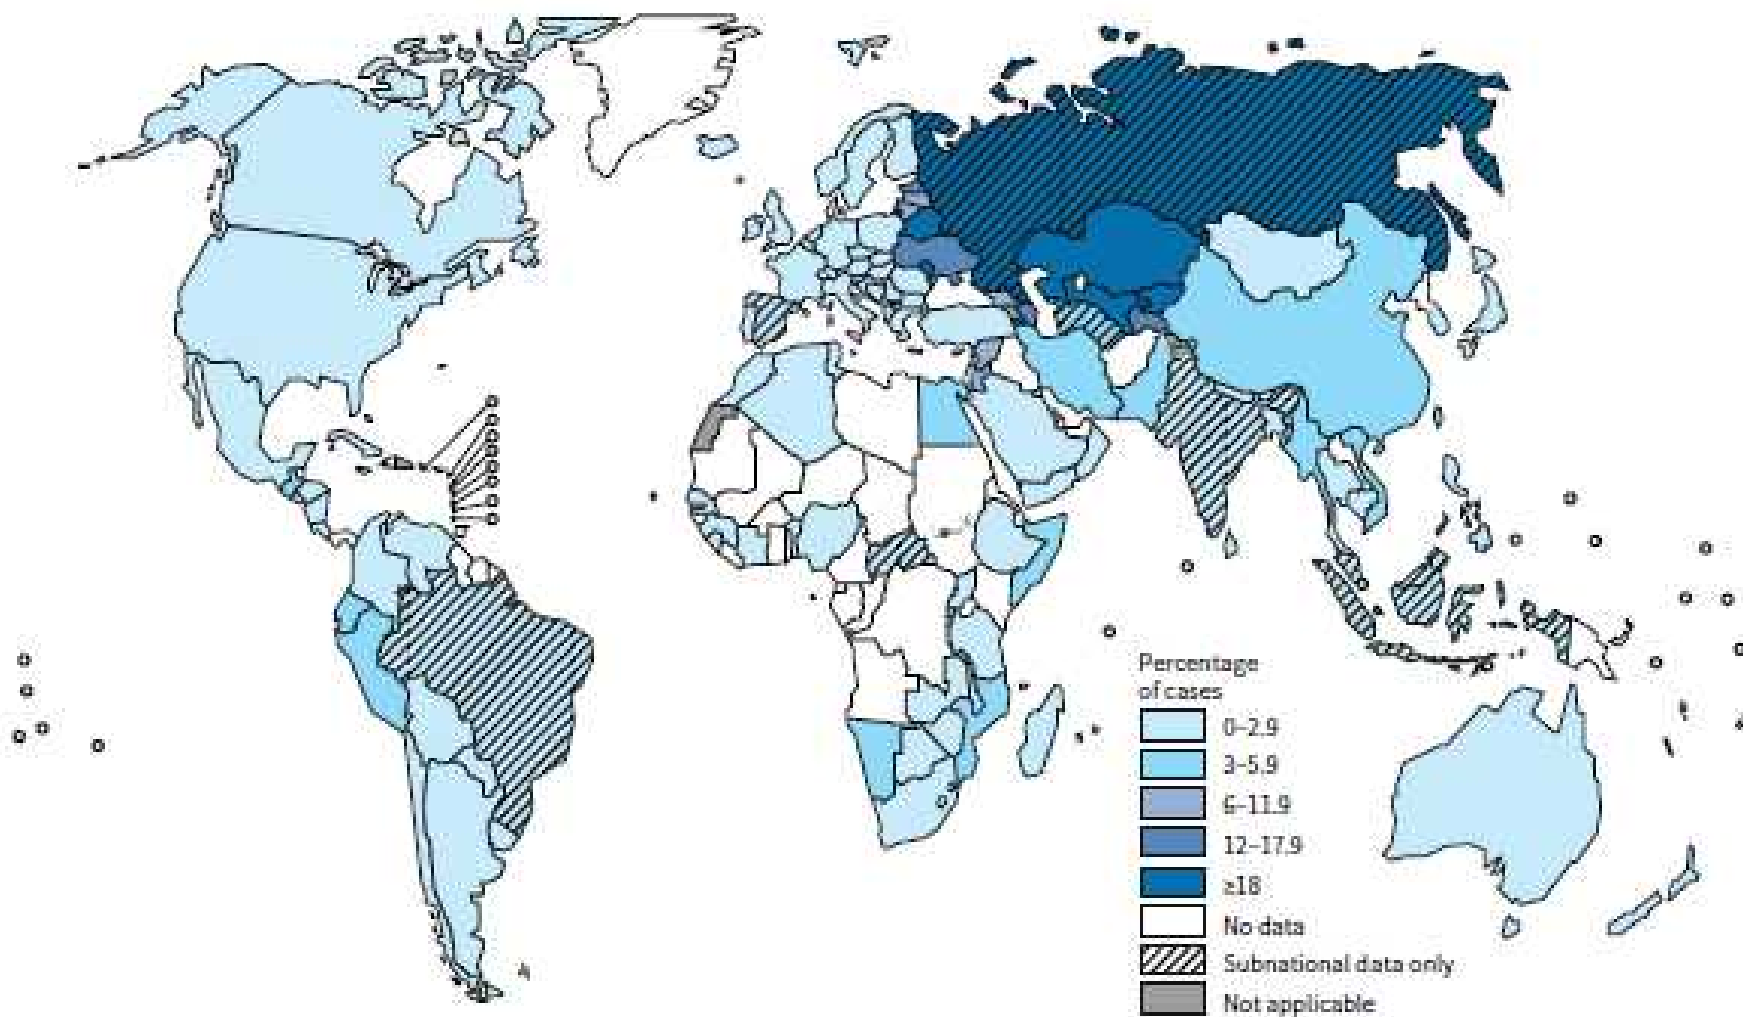 Percentage
of cases
0–2.9
3–5.9
6–11.9
12–17.9
≥18
No data
Subnational data only
Not applicable